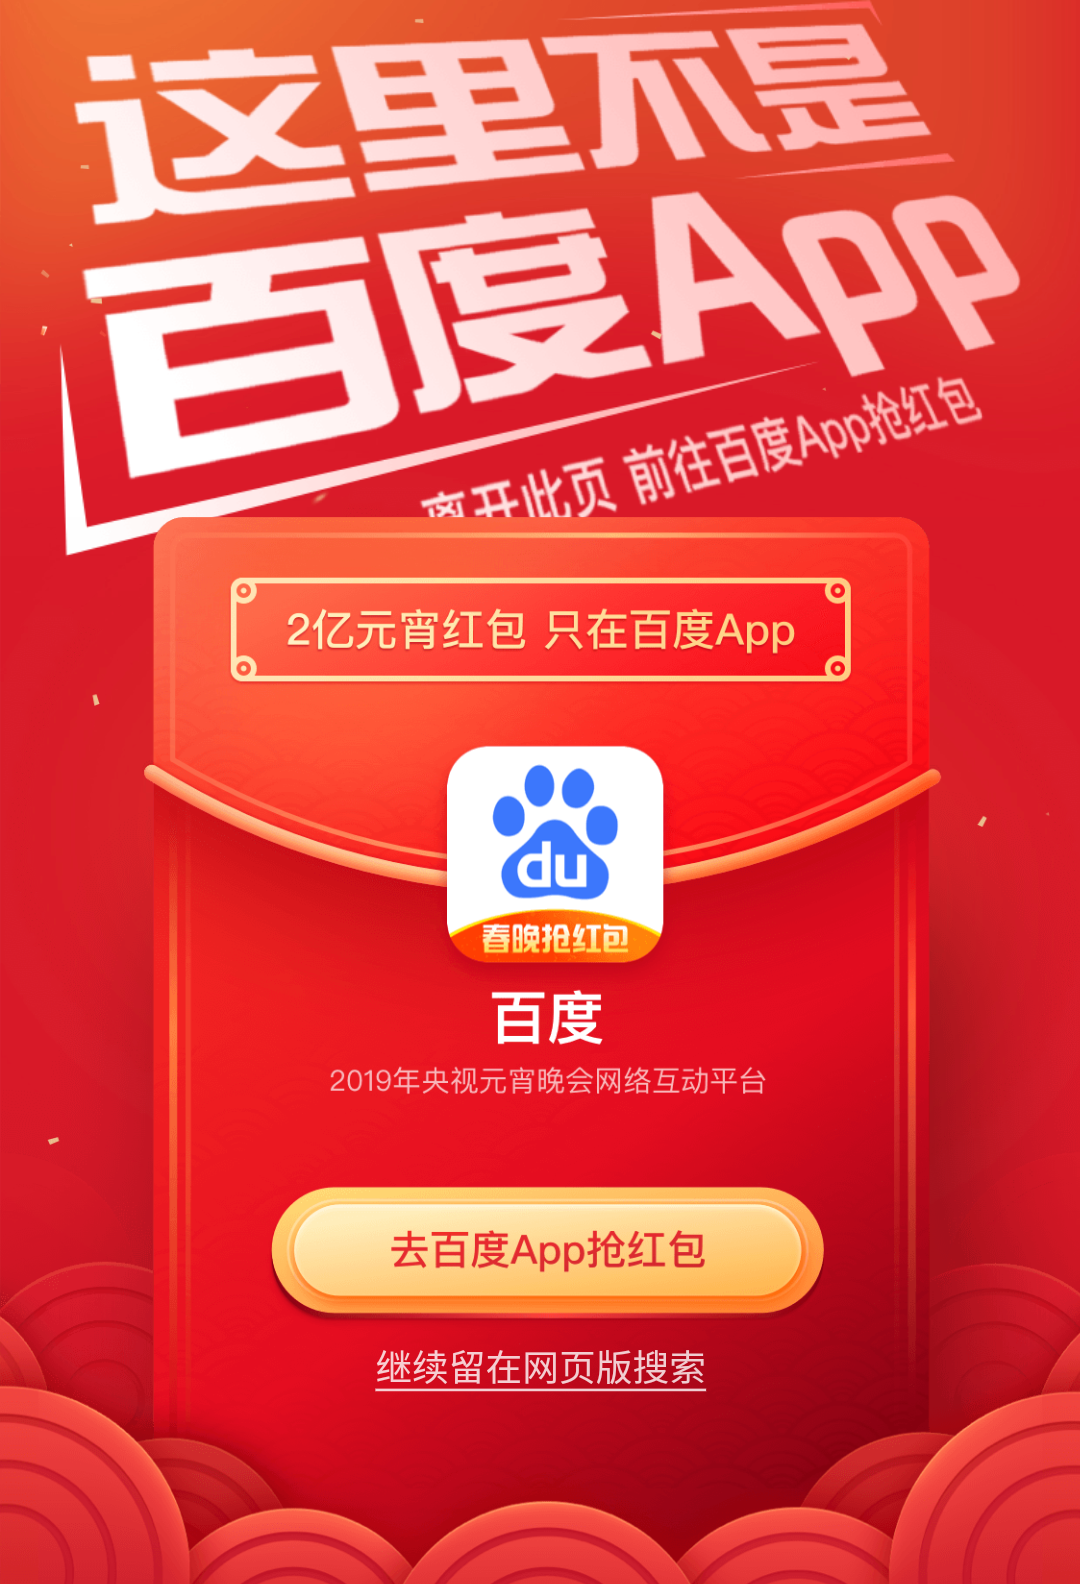 这里不是
百度App
离开此页 前往百度App抢红包
2亿元宵红包 只在百度App
du
春晚抢红包
百度
2019年央视元宵晚会网络互动平台
去百度App抢红包
继续留在网页版搜索